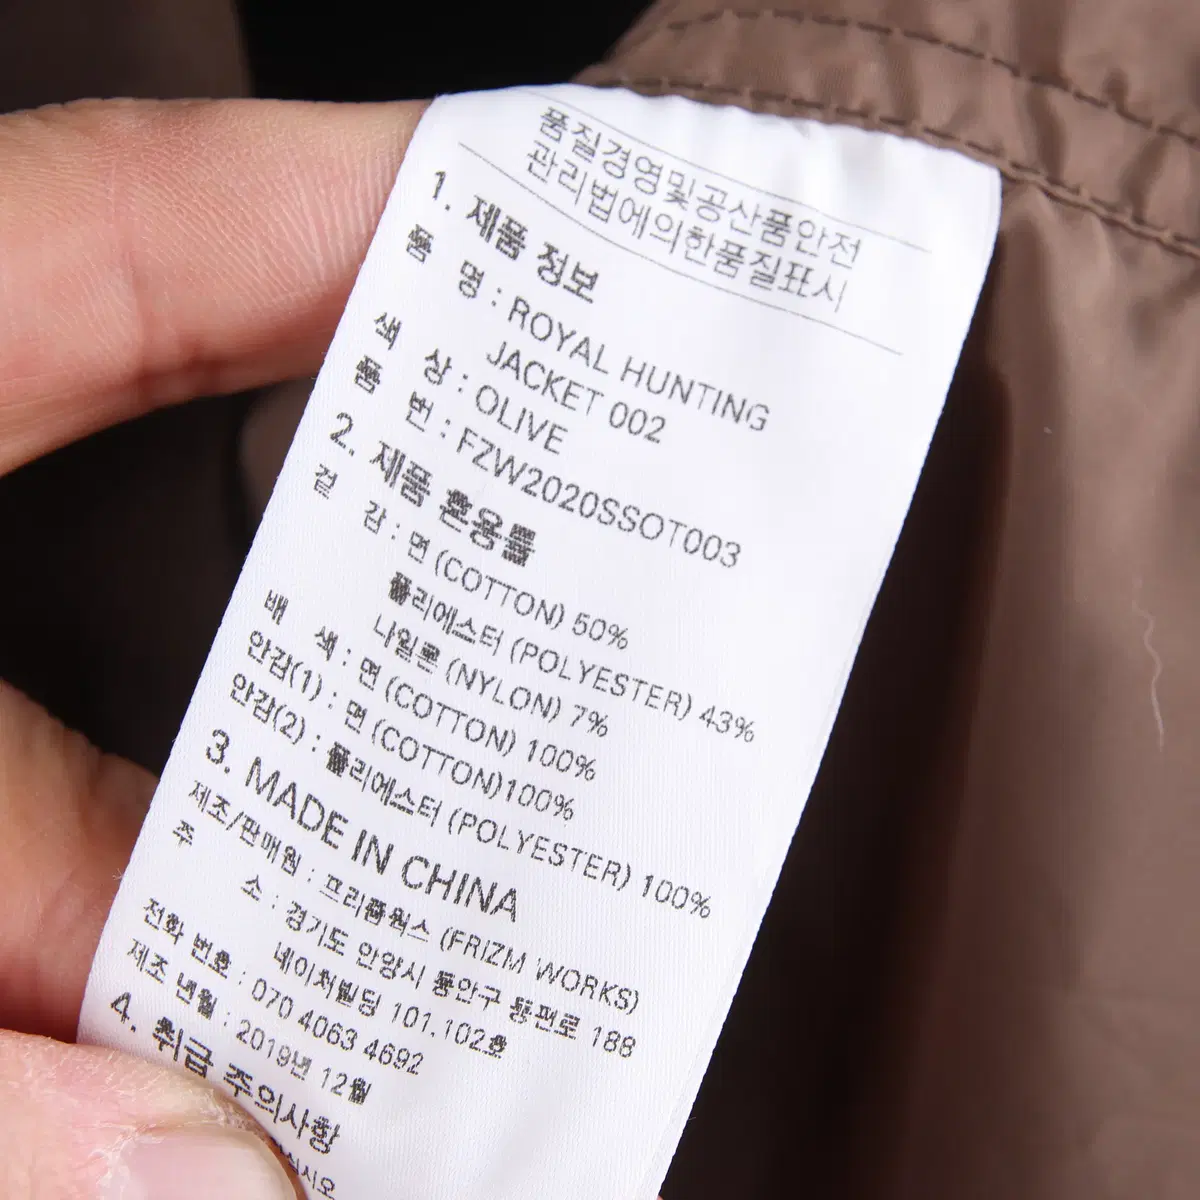 품질경영및공산품안전
관리법에의한품질표시
1. 제품 정보
품 명 : ROYAL HUNTING
JACKET 002
색 상 : OLIVE
품 번 : FZW2020SSOT003
2. 제품 혼용률
겉 감 : 면 (COTTON) 50%
폴리에스터 (POLYESTER) 43%
나일론 (NYLON) 7%
배 색 : 면 (COTTON) 100%
안감(1) : 면 (COTTON)100%
안감(2) : 폴리에스터 (POLYESTER) 100%
3. MADE IN CHINA
제조/판매원 : 프리즘웍스 (FRIZM WORKS)
주 소 : 경기도 안양시 동안구 동편로 188
네이처빌딩 101.102호
전화 번호 : 070 4063 4692
제조 년월 : 2019년 12월
4. 취급 주의사항
십시오